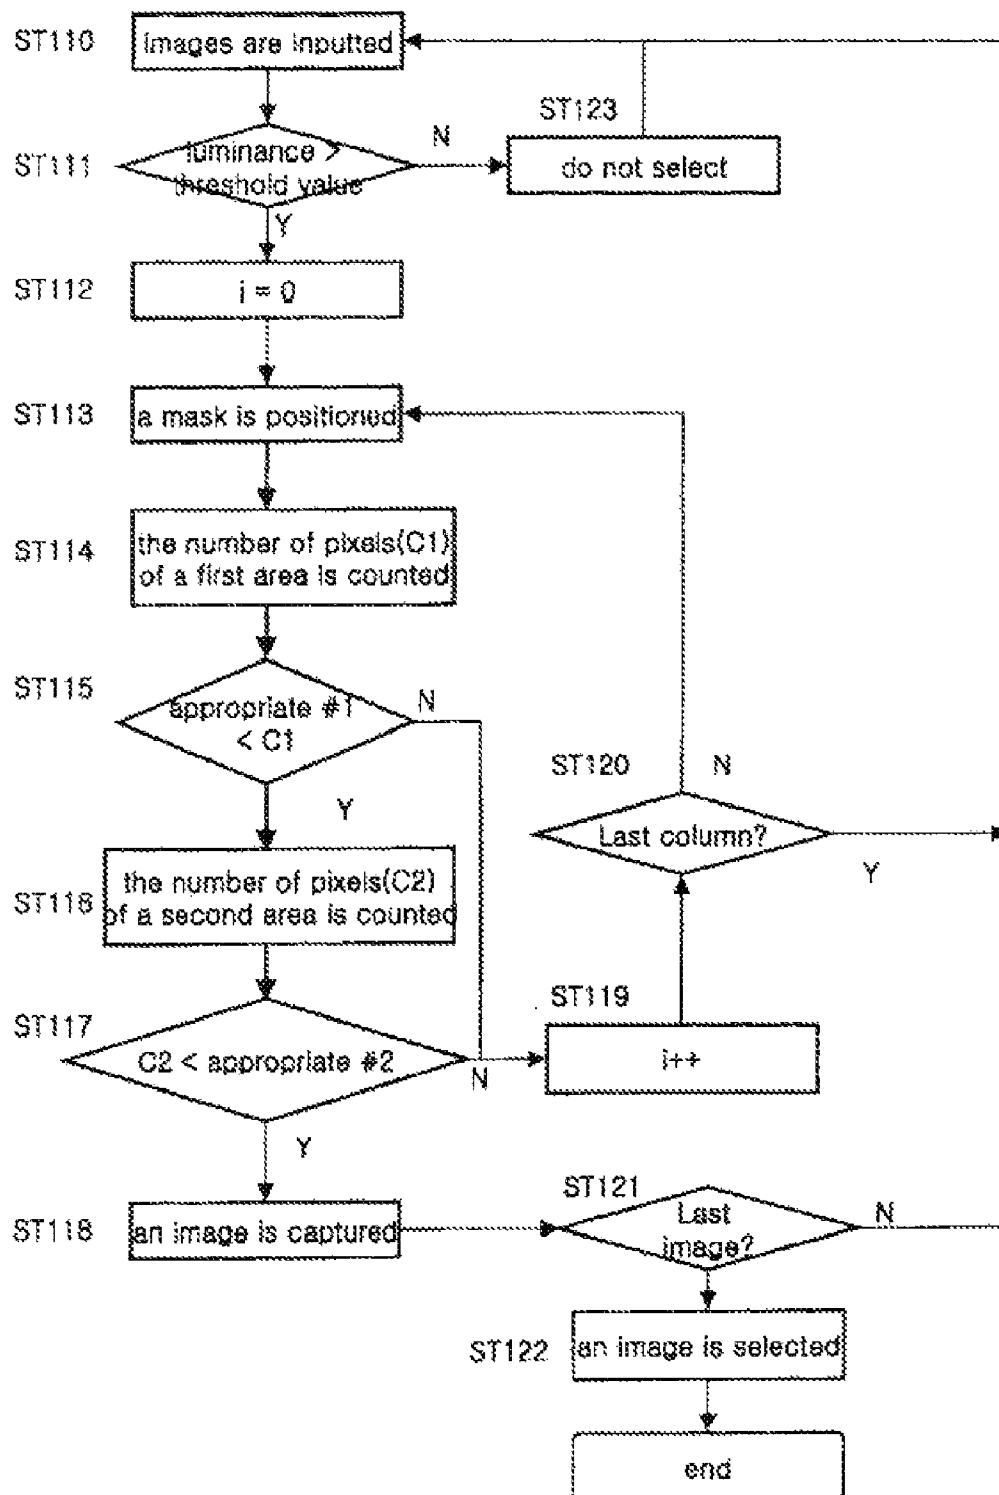 ST110
images are inputted
ST123
N
ST111
luminance >
threshold value
do not select
Y
ST112
i = 0
ST113
a mask is positioned
ST114
the number of pixels(C1)
of a first area is counted
ST115
N
appropriate #1
< C1
ST120
N
Y
Last column?
Y
ST116
the number of pixels(C2)
of a second area is counted
ST119
ST117
C2 < appropriate #2
N
i++
Y
ST121
ST118
an image is captured
Last
image?
N
ST122
an image is selected
end